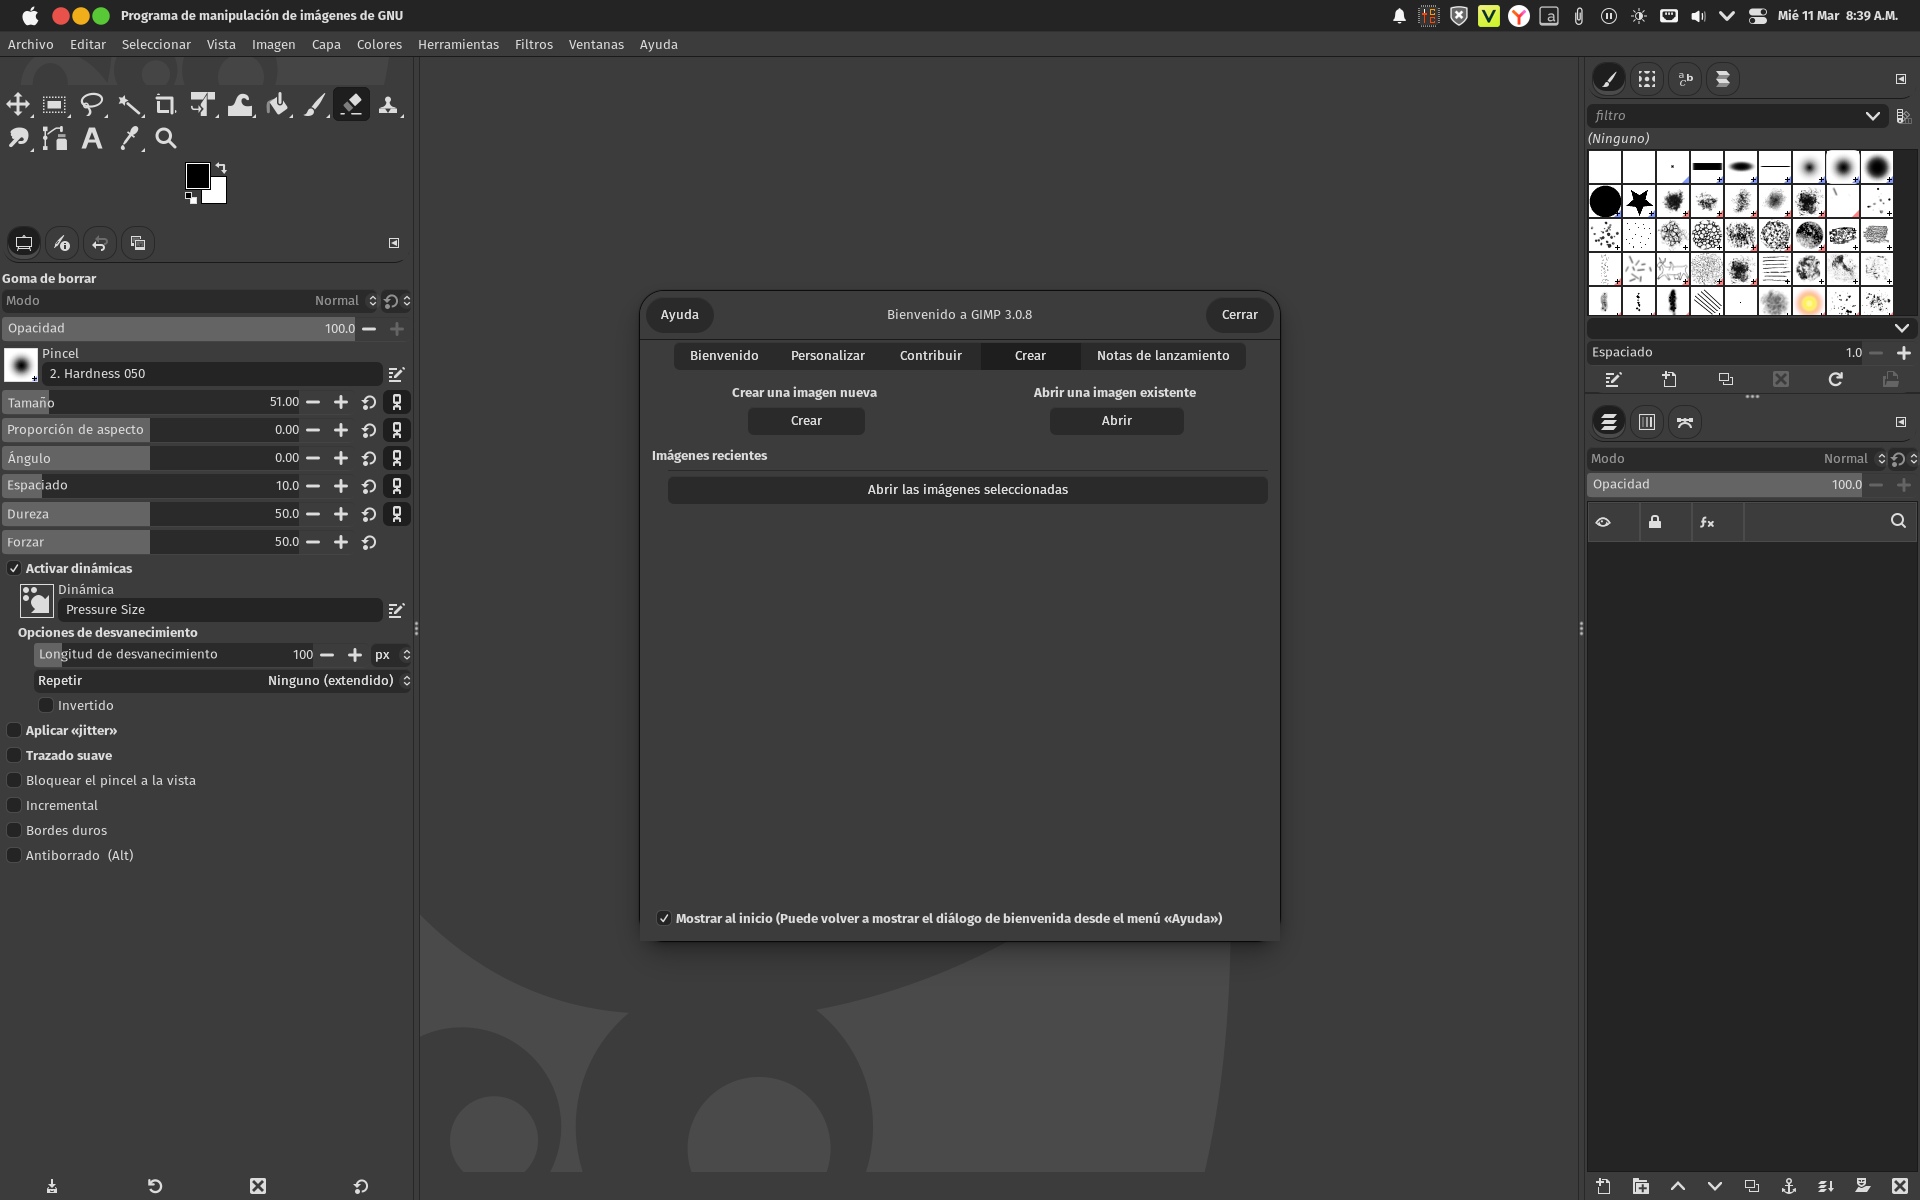 Programa de manipulación de imágenes de GNU
Mié 11 Mar 8:39 A.M.
Archivo Editar Seleccionar Vista Imagen Capa Colores Herramientas Filtros Ventanas Ayuda
Goma de borrar
Modo Normal
Opacidad 100.0
Pincel
2. Hardness 050
Tamaño 51.00
Proporción de aspecto 0.00
Ángulo 0.00
Espaciado 10.0
Dureza 50.0
Forzar 50.0
Activar dinámicas
Dinámica
Pressure Size
Opciones de desvanecimiento
Longitud de desvanecimiento 100 px
Repetir Ninguno (extendido)
Invertido
Aplicar «jitter»
Trazado suave
Bloquear el pincel a la vista
Incremental
Bordes duros
Antiborrado (Alt)
Ayuda Bienvenido a GIMP 3.0.8 Cerrar
Bienvenido Personalizar Contribuir Crear Notas de lanzamiento
Crear una imagen nueva Abrir una imagen existente
Crear Abrir
Imágenes recientes
Abrir las imágenes seleccionadas
Mostrar al inicio (Puede volver a mostrar el diálogo de bienvenida desde el menú «Ayuda»)
filtro
(Ninguno)
Espaciado 1.0
Modo Normal
Opacidad 100.0
fx